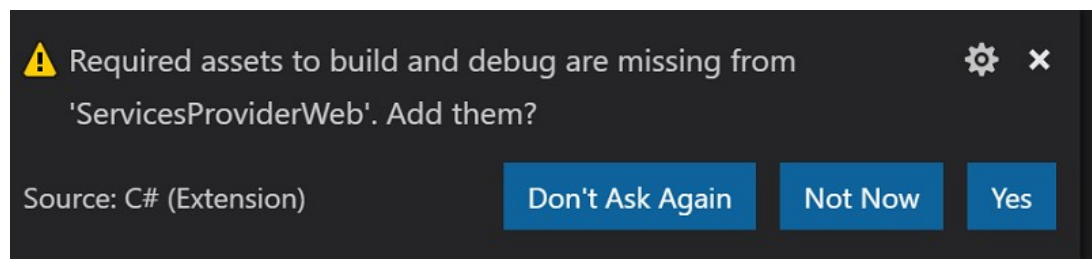 Required assets to build and debug are missing from
'ServicesProviderWeb'. Add them?
Source: C# (Extension)
Don't Ask Again
Not Now
Yes